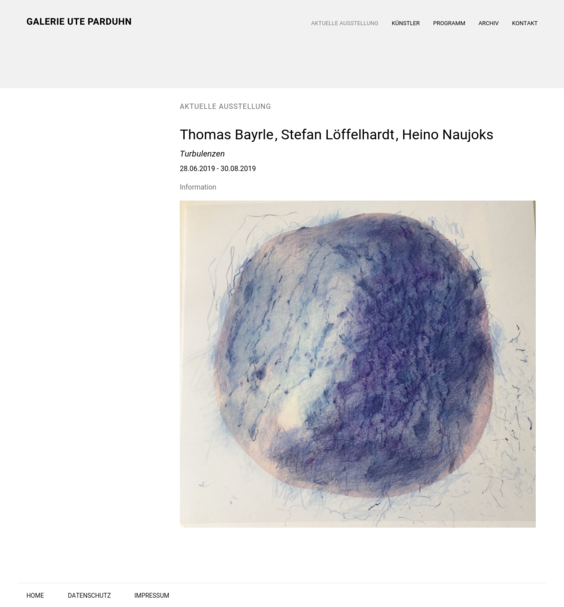 GALERIE UTE PARDUHN
AKTUELLE AUSSTELLUNG KÜNSTLER PROGRAMM ARCHIV KONTAKT
AKTUELLE AUSSTELLUNG
Thomas Bayrle, Stefan Löffelhardt, Heino Naujoks
Turbulenzen
28.06.2019 - 30.08.2019
Information
HOME DATENSCHUTZ IMPRESSUM